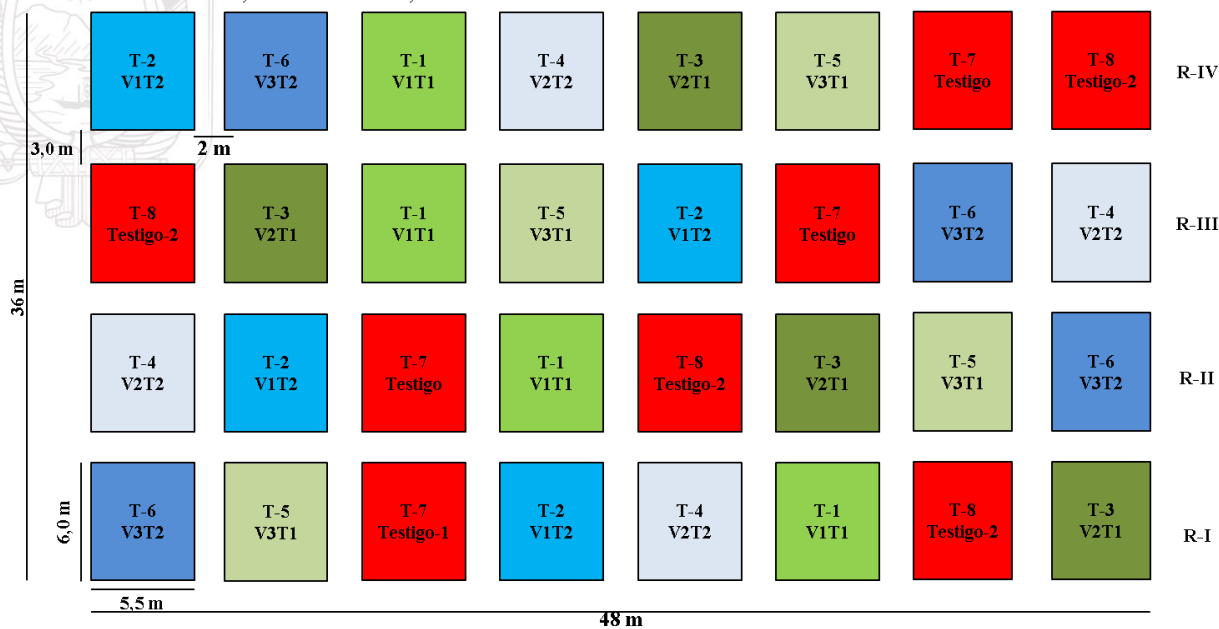 T-2 T-6 T-1 T-4 T-3 T-5 T-7 T-8
V1T2 V3T2 V1T1 V2T2 V2T1 V3T1 Testigo Testigo-2
R-IV
3,0 m
2 m
T-8 T-3 T-1 T-5 T-2 T-7 T-6 T-4
Testigo-2 V2T1 V1T1 V3T1 V1T2 Testigo V3T2 V2T2
R-III
36 m
T-4 T-2 T-7 T-1 T-8 T-3 T-5 T-6
V2T2 V1T2 Testigo V1T1 Testigo-2 V2T1 V3T1 V3T2
R-II
6,0 m
T-6 T-5 T-7 T-2 T-4 T-1 T-8 T-3
V3T2 V3T1 Testigo-1 V1T2 V2T2 V1T1 Testigo-2 V2T1
R-I
5,5 m
48 m